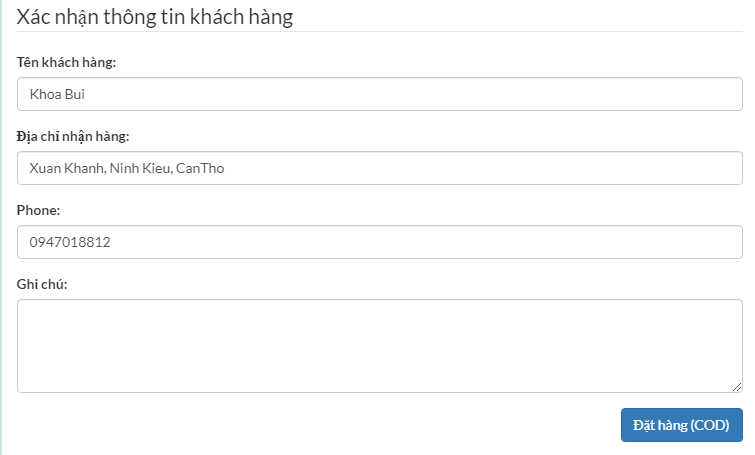 Xác nhận thông tin khách hàng
Tên khách hàng:
Khoa Bui
Địa chỉ nhận hàng:
Xuan Khanh, Ninh Kieu, CanTho
Phone:
0947018812
Ghi chú:
Đặt hàng (COD)